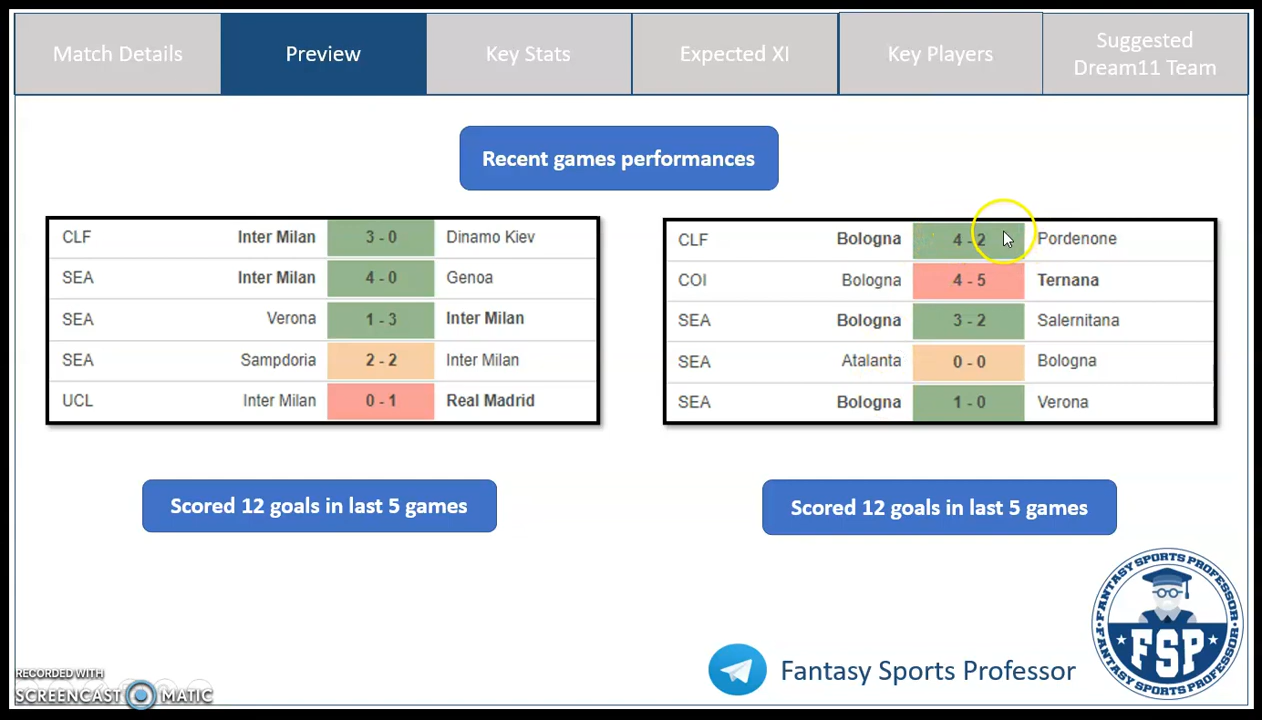 Match Details
Preview
Key Stats
Expected XI
Key Players
Suggested
Dream11 Team
Recent games performances
CLF Inter Milan 3 - 0 Dinamo Kiev
SEA Inter Milan 4 - 0 Genoa
SEA Verona 1 - 3 Inter Milan
SEA Sampdoria 2 - 2 Inter Milan
UCL Inter Milan 0 - 1 Real Madrid
CLF Bologna 4 - 2 Pordenone
COI Bologna 4 - 5 Ternana
SEA Bologna 3 - 2 Salernitana
SEA Atalanta 0 - 0 Bologna
SEA Bologna 1 - 0 Verona
Scored 12 goals in last 5 games
Scored 12 goals in last 5 games
Fantasy Sports Professor
•FANTASY SPORTS PROFESSOR•
FSP
FANTASY SPORTS PROFESSOR
RECORDED WITH
SCREENCAST MATIC